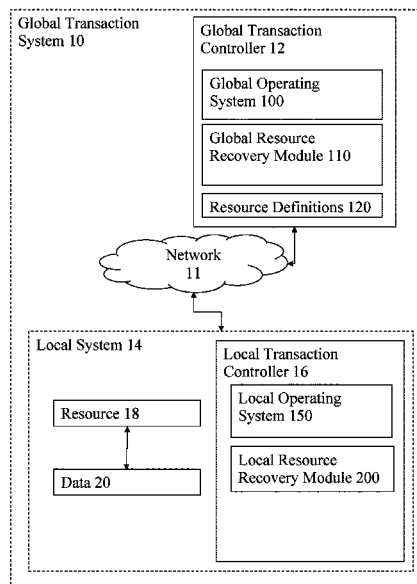 Global Transaction
System 10
Global Transaction
Controller 12
Global Operating
System 100
Global Resource
Recovery Module 110
Resource Definitions 120
Network
11
Local System 14
Local Transaction
Controller 16
Local Operating
System 150
Resource 18
Local Resource
Recovery Module 200
Data 20